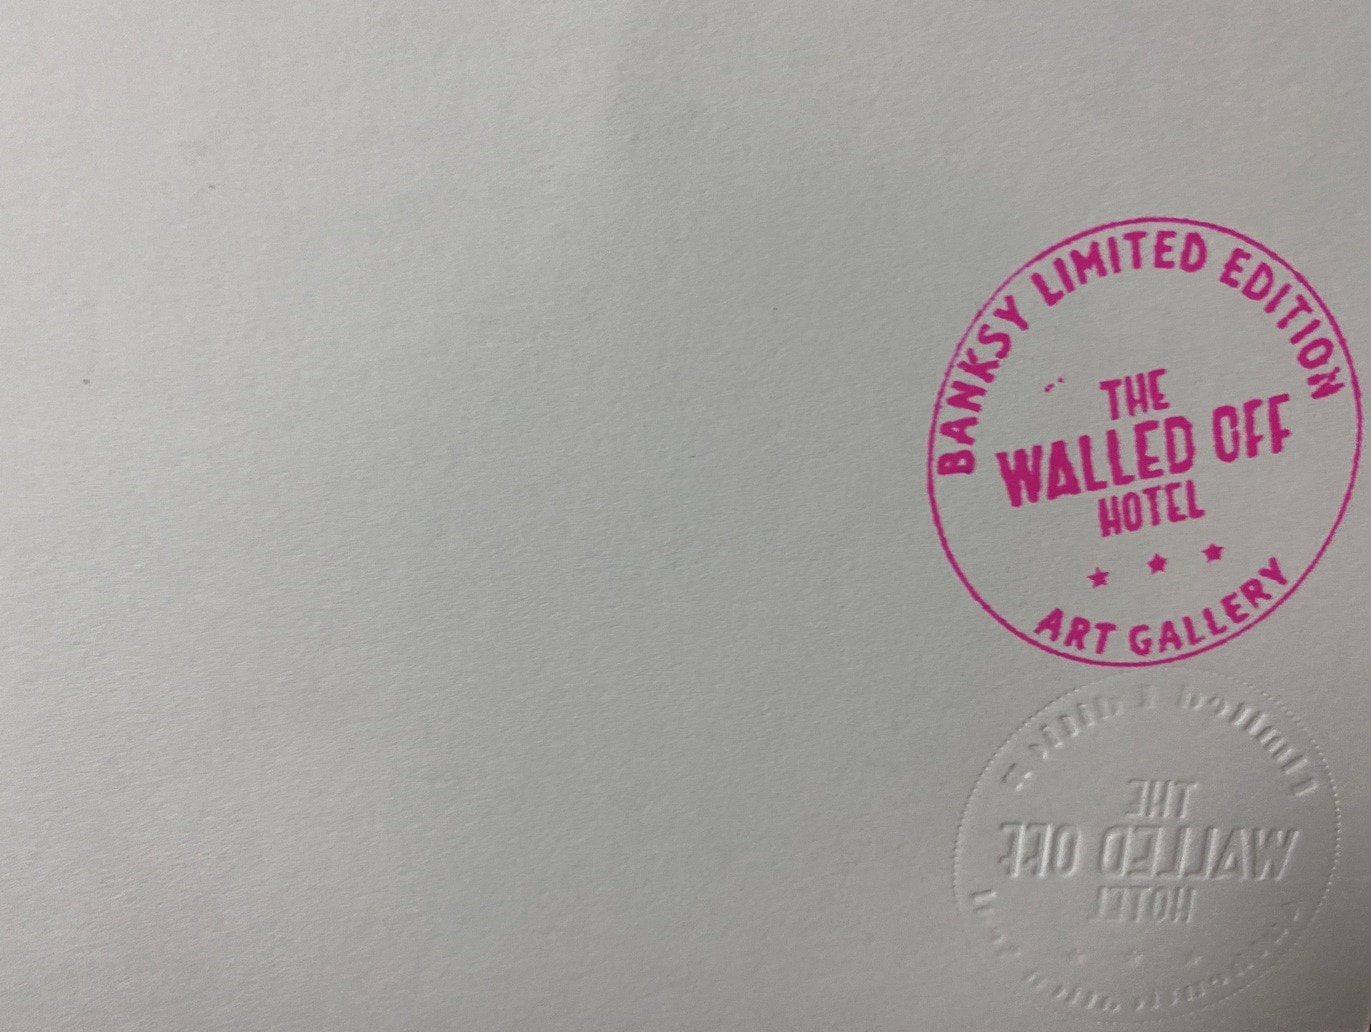 BANKSY LIMITED EDITION
THE
WALLED OFF
HOTEL
ART GALLERY
THE
WALLED OFF
HOTEL